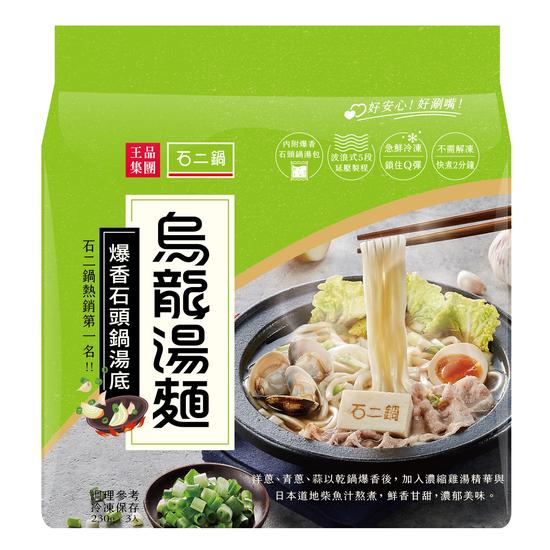 好安心！好涮嘴！
王品
集團
石二鍋
內附爆香
石頭鍋湯包
波浪式5段
延壓製程
急鮮冷凍
鎖住Q彈
不需解凍
快煮2分鐘
烏龍湯麵
爆香石頭鍋湯底
石二鍋熱銷第一名!!
石二鍋
洋蔥、青蔥、蒜以乾鍋爆香後，加入濃縮雞湯精華與
日本道地柴魚汁熬煮，鮮香甘甜，濃郁美味。
調理參考
冷凍保存
230g×3入